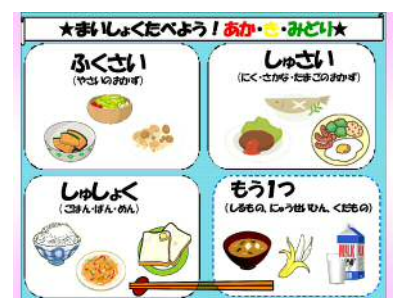 ★まいしょくたべよう！あか・き・みどり★
ふくさい
(やさいのおかず)
しゅさい
(にく・さかな・たまごのおかず)
しゅしょく
(ごはん・ぱん・めん)
もう1つ
(しるもの、にゅうせいひん、くだもの)
MILK